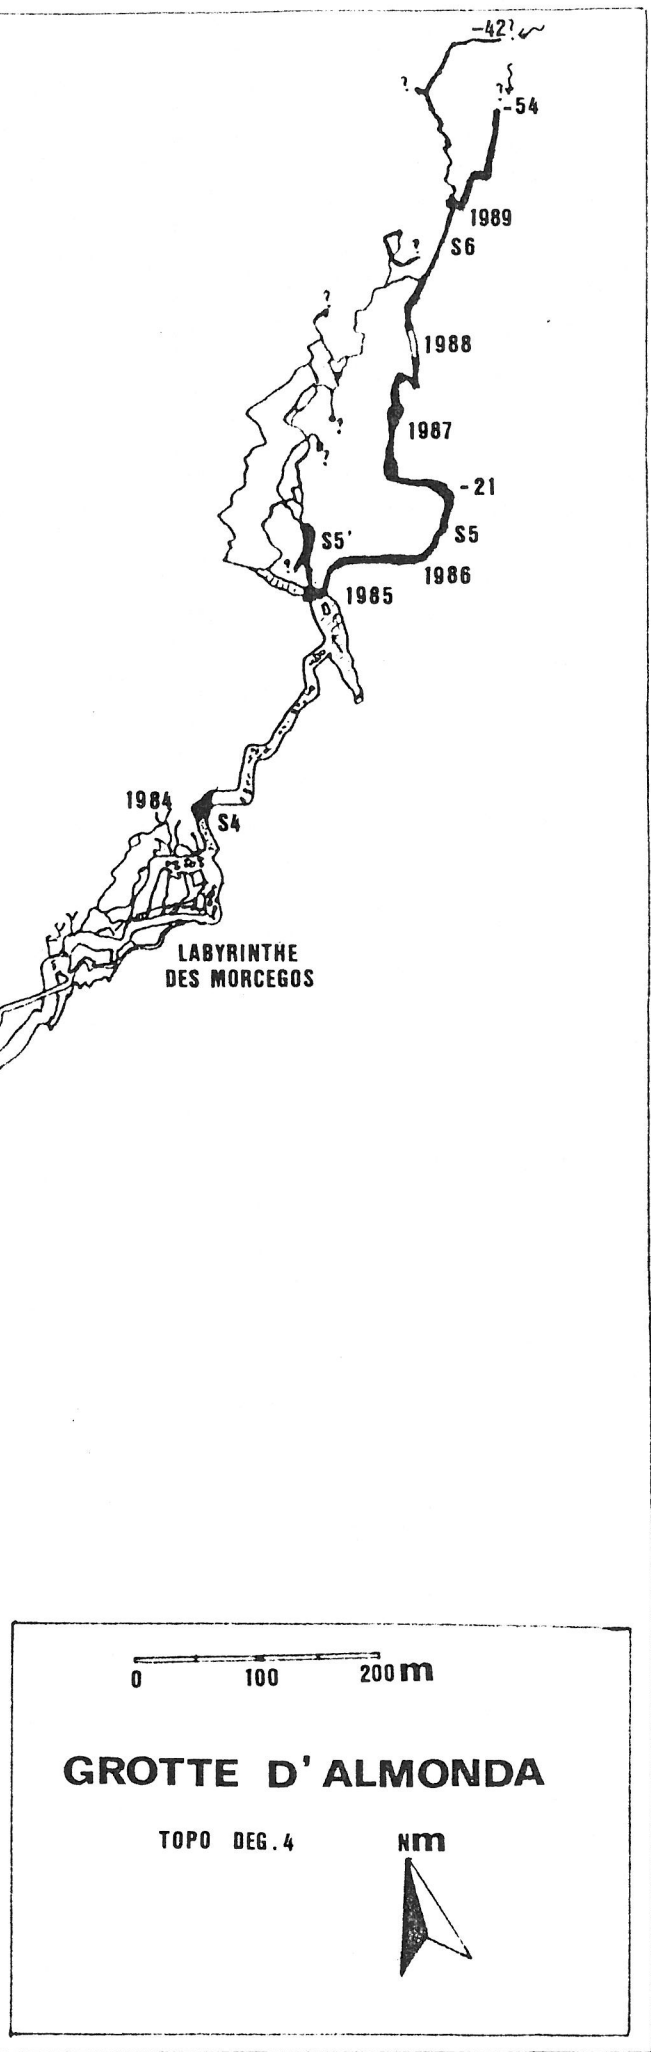 -42?
?
?
-54
1989
S6
?
?
1988
?
1987
?
-21
S5'
S5
?
1986
1985
1984
S4
LABYRINTHE
DES MORCEGOS
0 100 200 m
GROTTE D'ALMONDA
TOPO DEG.4
Nm